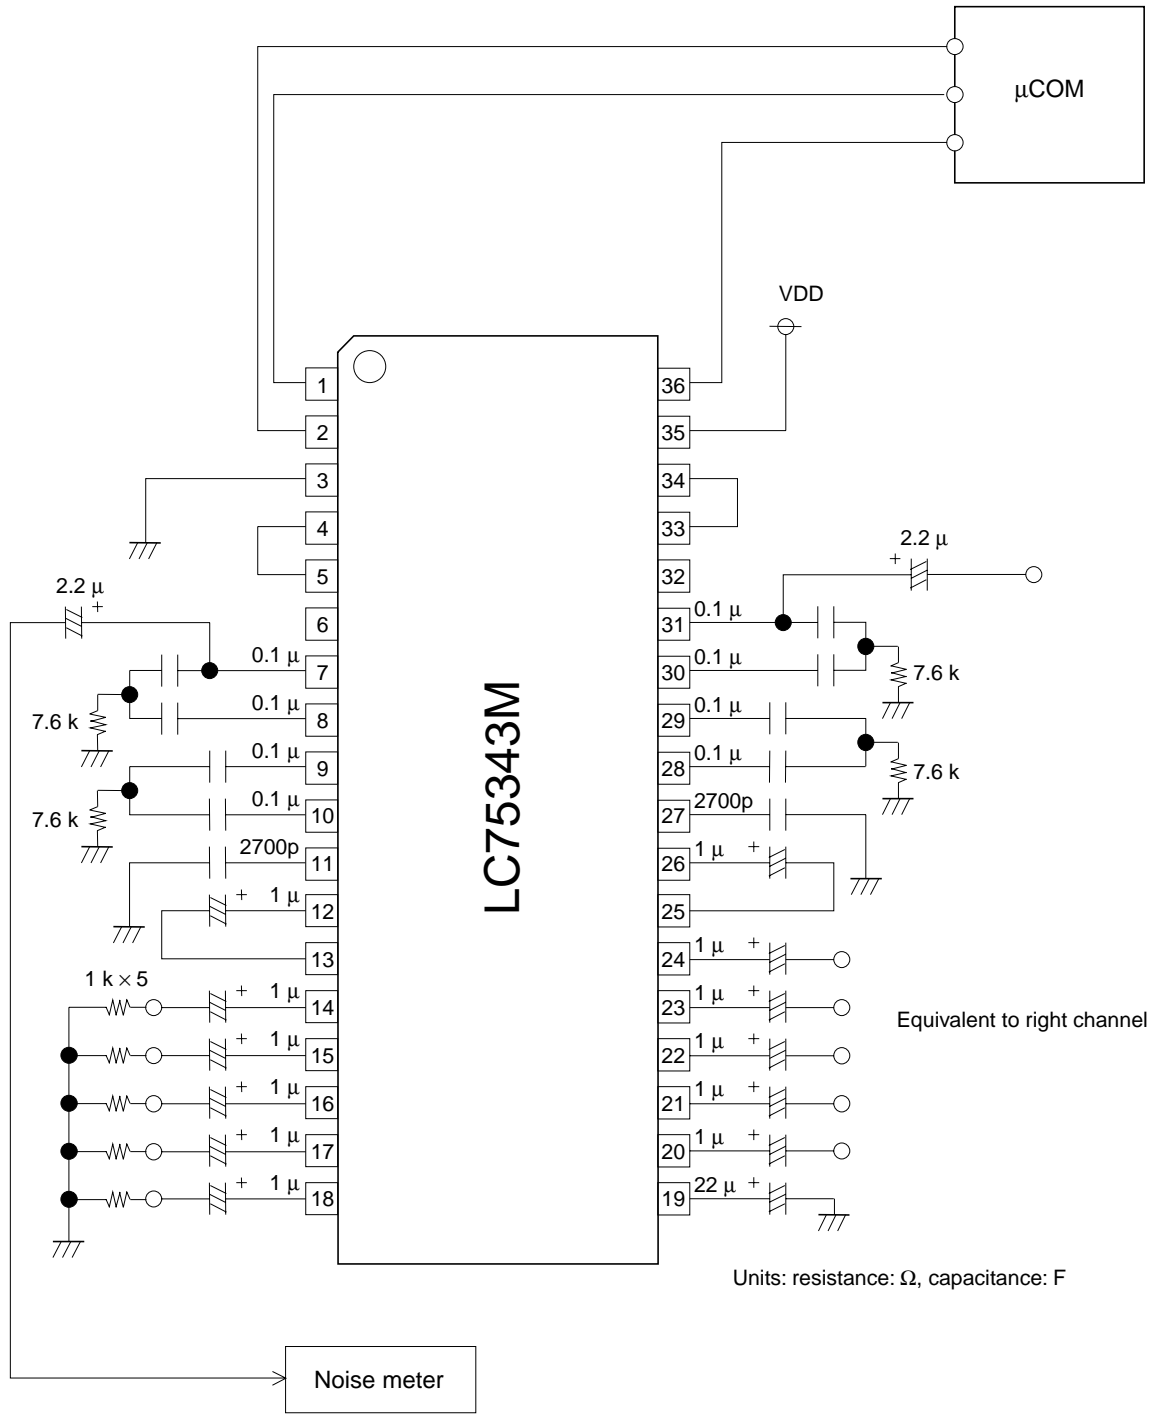 μCOM
VDD
1
36
2
35
3
34
4
33
2.2 μ
+
5
32
2.2 μ
+
6
31
0.1 μ
0.1 μ
7
30
0.1 μ
7.6 k
7.6 k
0.1 μ
8
29
0.1 μ
0.1 μ
9
28
0.1 μ
7.6 k
7.6 k
0.1 μ
10
27
2700p
2700p
11
26
1 μ
+
+
1 μ
12
25
13
24
1 μ
+
1 k × 5
+
1 μ
14
23
1 μ
+
Equivalent to right channel
+
1 μ
15
22
1 μ
+
+
1 μ
16
21
1 μ
+
+
1 μ
17
20
1 μ
+
+
1 μ
18
19
22 μ
+
LC75343M
Units: resistance: Ω, capacitance: F
Noise meter